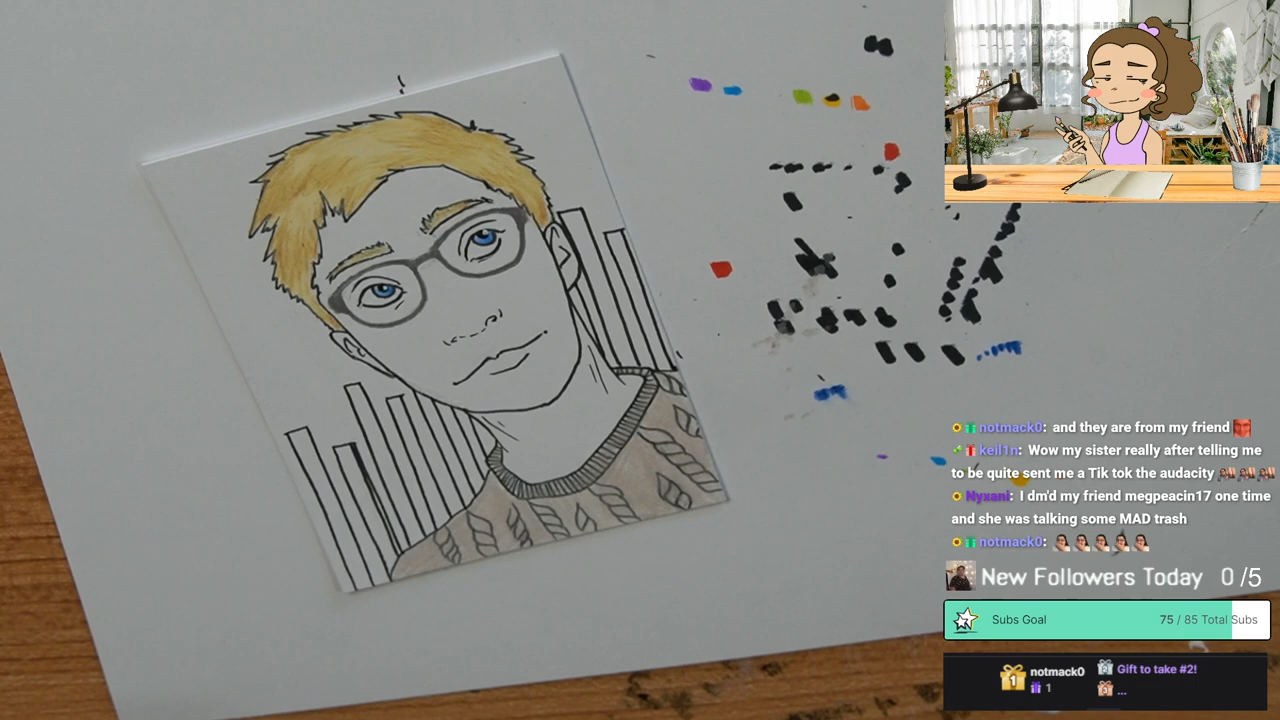 notmack0: and they are from my friend
keil1n: Wow my sister really after telling me
to be quite sent me a Tik tok the audacity
Nyxani: I dm'd my friend megpeacin17 one time
and she was talking some MAD trash
notmack0:
New Followers Today 0 /5
Subs Goal 75 / 85 Total Subs
1 notmack0
1
Gift to take #2!
...